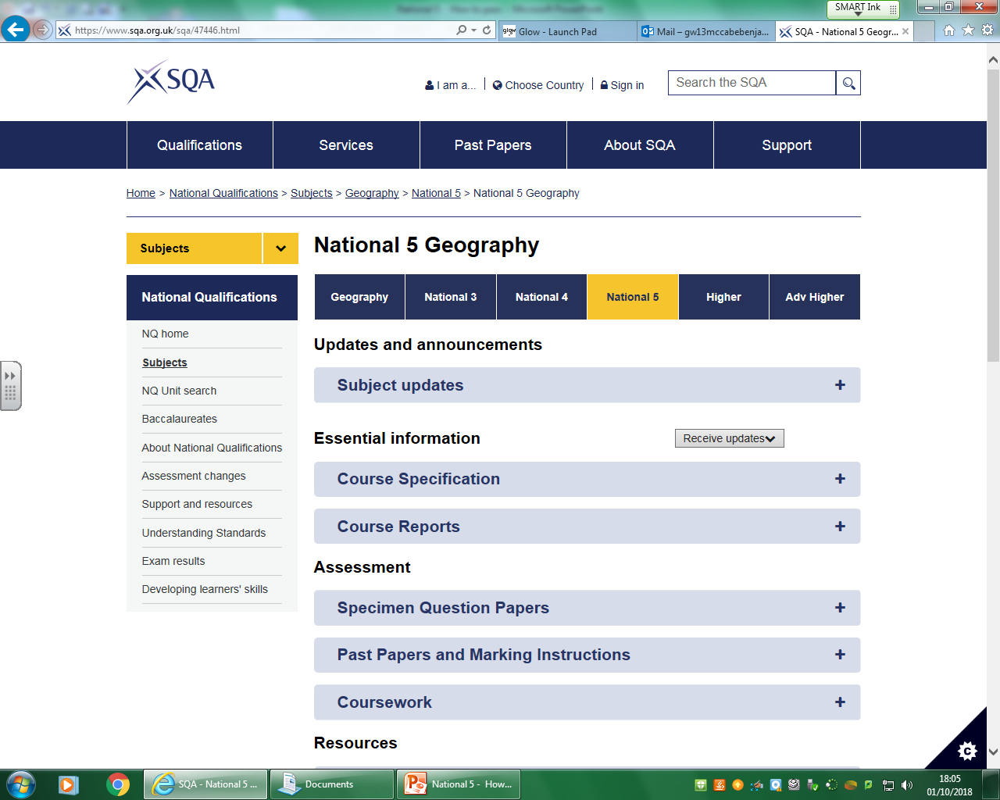 SMART Ink
https://www.sqa.org.uk/sqa/47446.html
glow Glow - Launch Pad
Mail – gw13mccabebenja...
SQA - National 5 Geogr...
SQA
I am a...
Choose Country
Sign in
Search the SQA
Qualifications
Services
Past Papers
About SQA
Support
Home > National Qualifications > Subjects > Geography > National 5 > National 5 Geography
Subjects
National Qualifications
NQ home
Subjects
NQ Unit search
Baccalaureates
About National Qualifications
Assessment changes
Support and resources
Understanding Standards
Exam results
Developing learners' skills
National 5 Geography
Geography
National 3
National 4
National 5
Higher
Adv Higher
Updates and announcements
Subject updates +
Essential information
Receive updates
Course Specification +
Course Reports +
Assessment
Specimen Question Papers +
Past Papers and Marking Instructions +
Coursework +
Resources
SQA - National 5 ...
Documents
National 5 - How...
18:05
01/10/2018